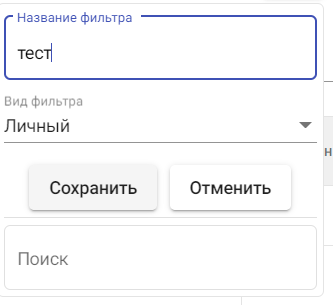 Название фильтра
тест
Вид фильтра
Личный
Сохранить
Отменить
Поиск